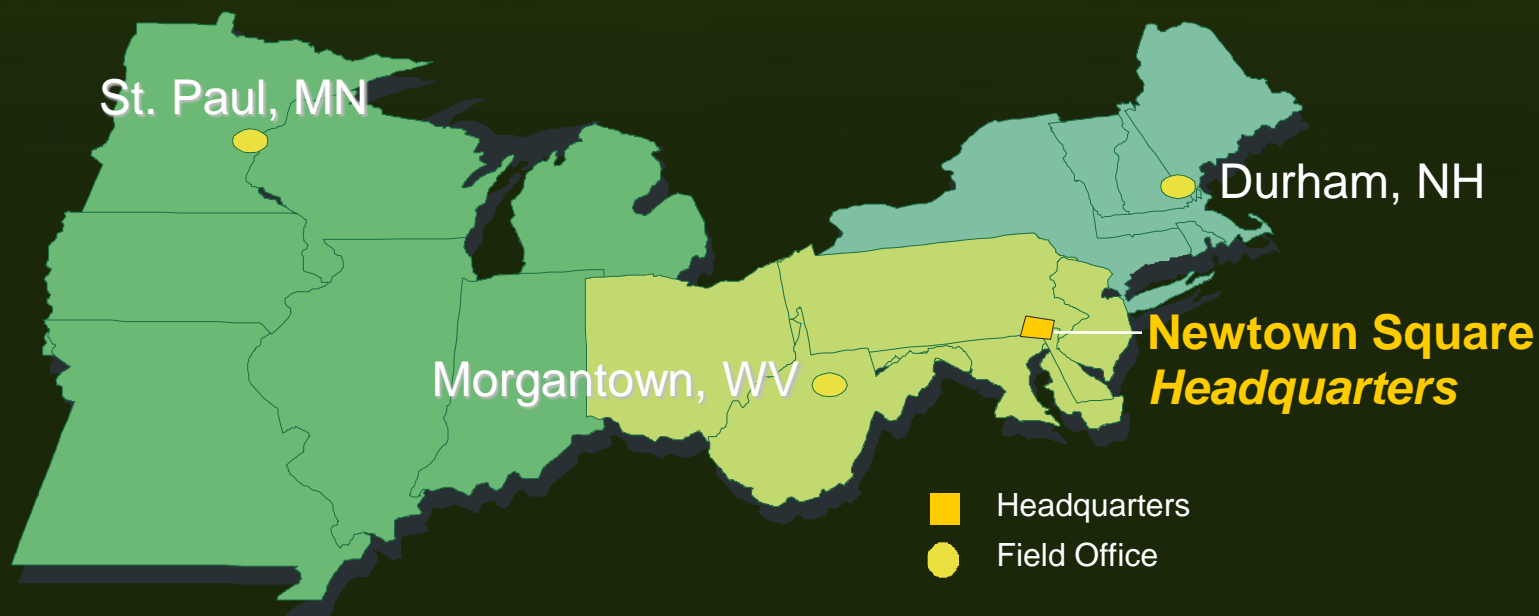 St. Paul, MN
Durham, NH
Newtown Square
Headquarters
Morgantown, WV
Headquarters
Field Office